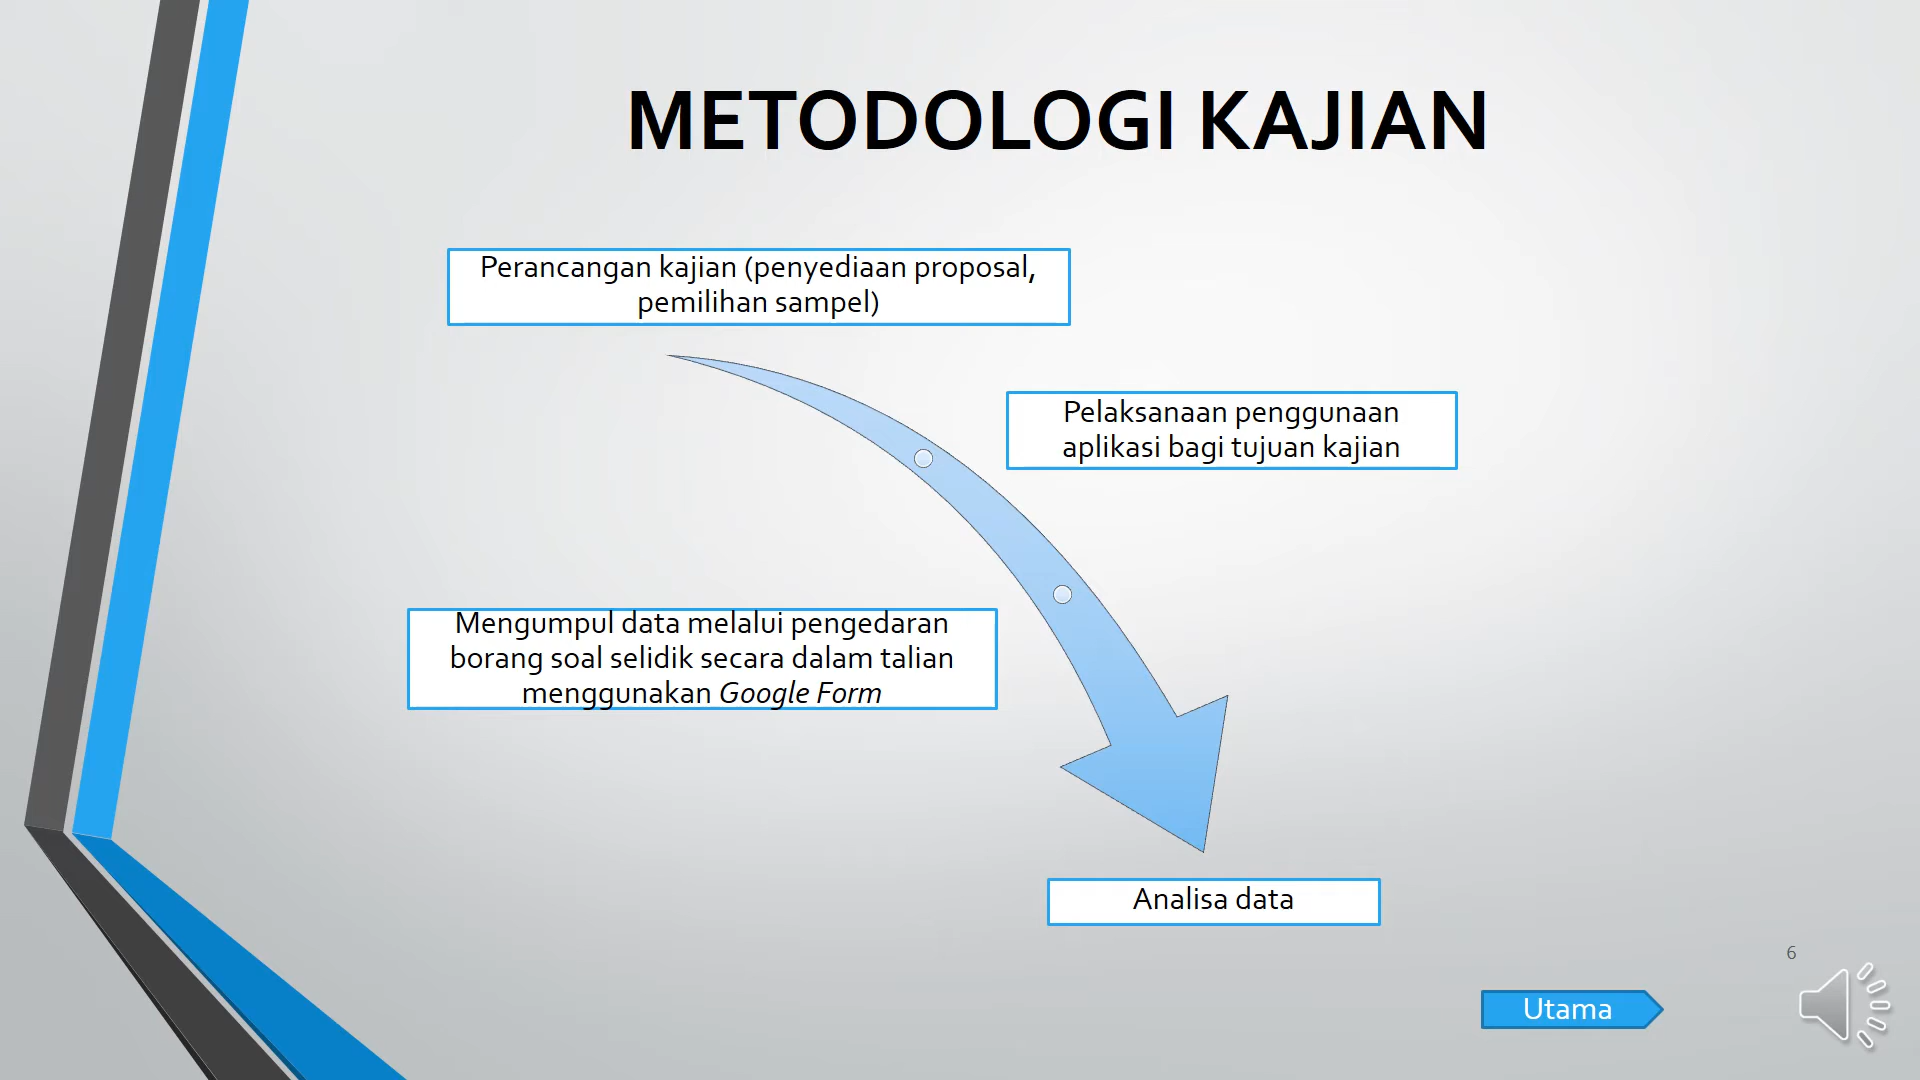 METODOLOGI KAJIAN
Perancangan kajian (penyediaan proposal,
pemilihan sampel)
Pelaksanaan penggunaan
aplikasi bagi tujuan kajian
Mengumpul data melalui pengedaran
borang soal selidik secara dalam talian
menggunakan Google Form
Analisa data
6
Utama